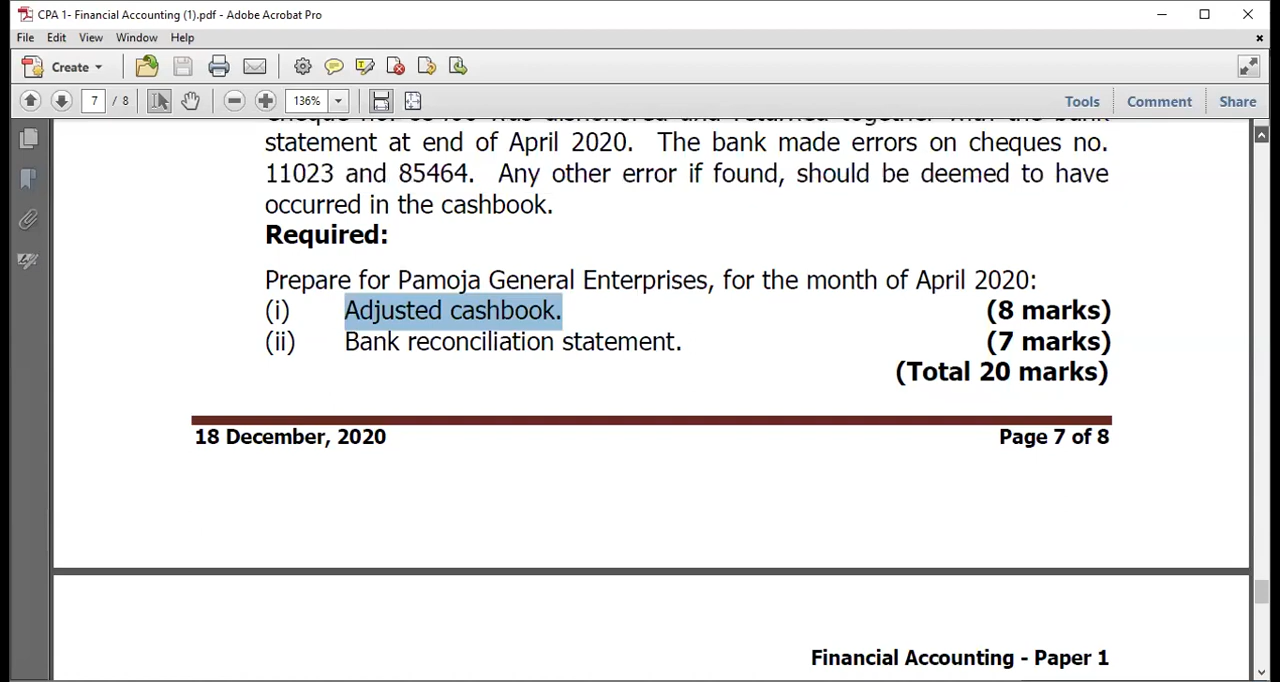 CPA 1- Financial Accounting (1).pdf - Adobe Acrobat Pro
File Edit View Window Help
Create
7 / 8 136% Tools Comment Share
statement at end of April 2020. The bank made errors on cheques no.
11023 and 85464. Any other error if found, should be deemed to have
occurred in the cashbook.
Required:
Prepare for Pamoja General Enterprises, for the month of April 2020:
(i) Adjusted cashbook. (8 marks)
(ii) Bank reconciliation statement. (7 marks)
(Total 20 marks)
18 December, 2020 Page 7 of 8
Financial Accounting - Paper 1